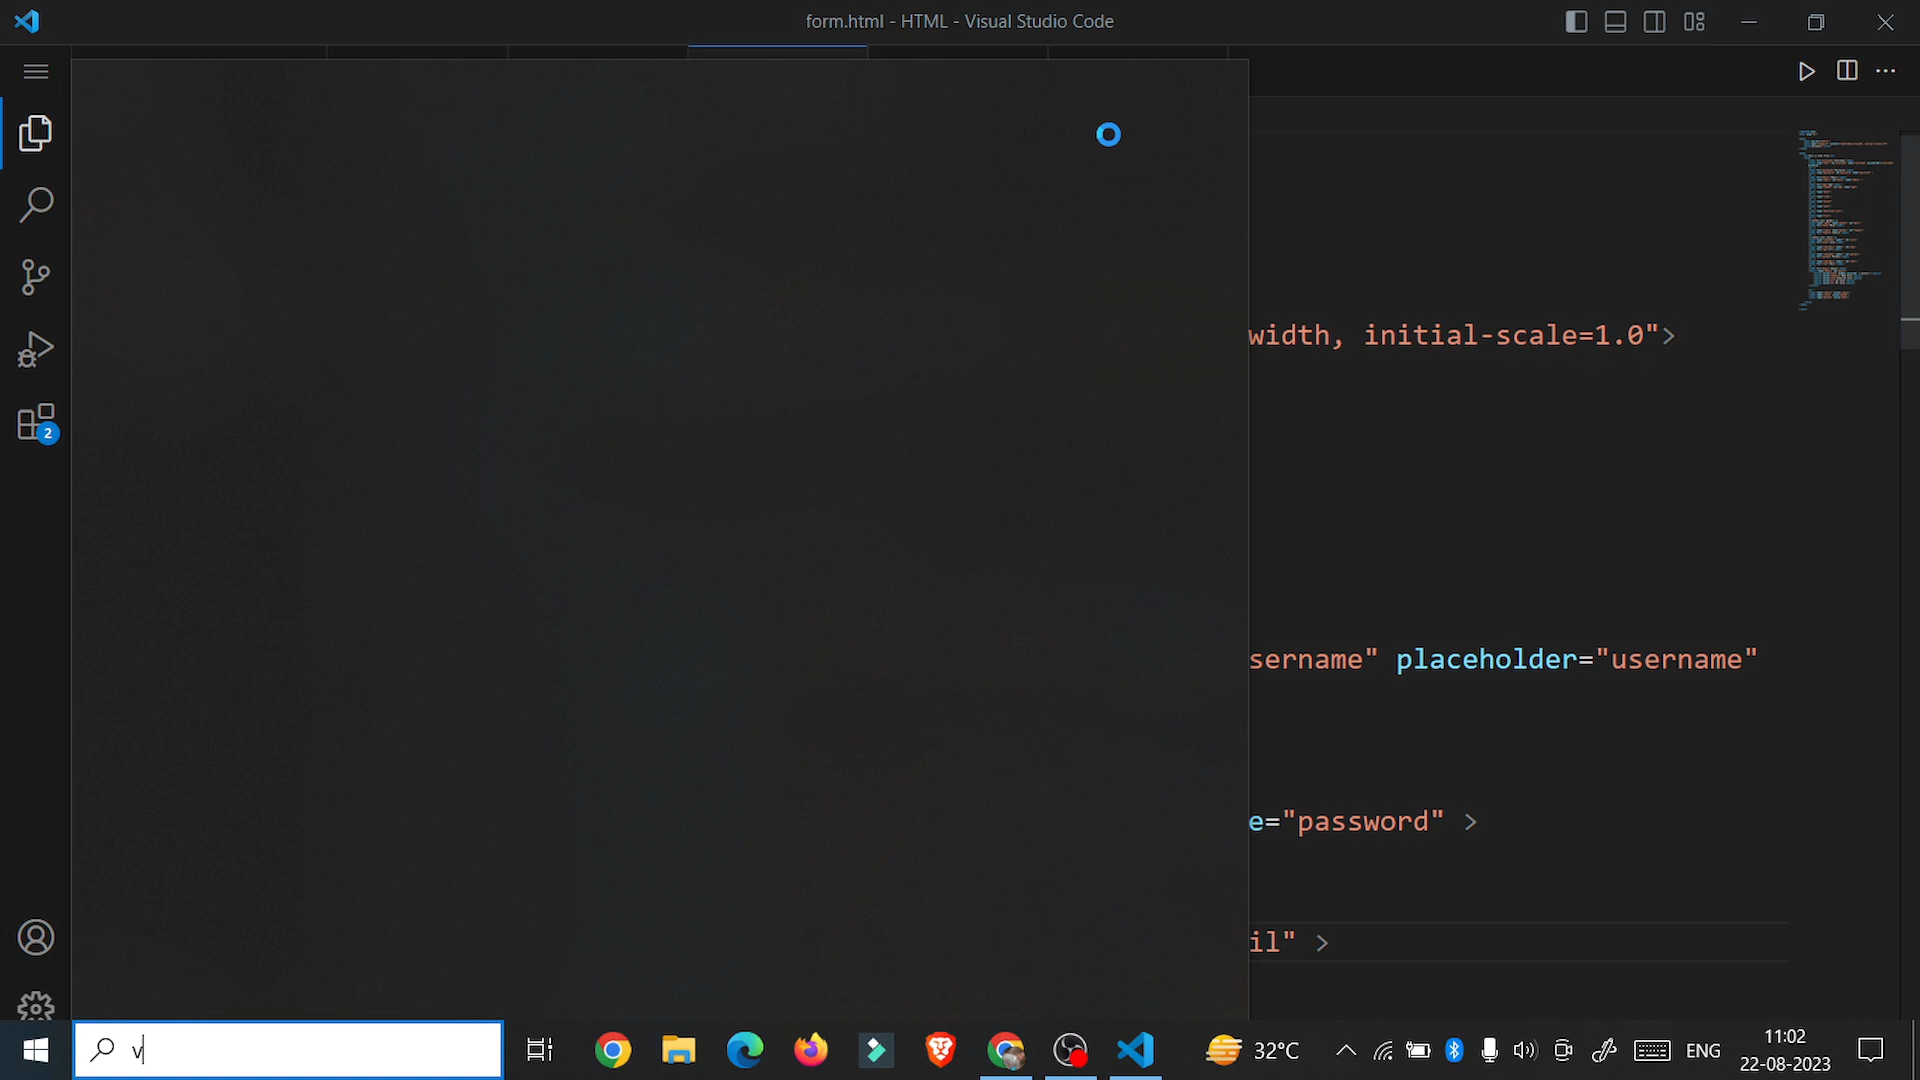 form.html - HTML - Visual Studio Code
width, initial-scale=1.0">
sername" placeholder="username"
e="password" >
il" >
2
v
32°C
ENG
11:02
22-08-2023